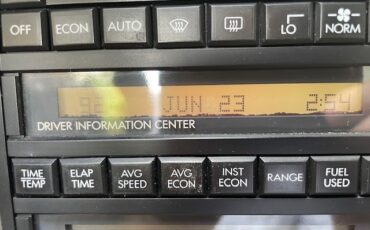 OFF ECON AUTO LO NORM
92 JUN 23 2:54
DRIVER INFORMATION CENTER
TIME ELAP AVG AVG INST RANGE FUEL
TEMP TIME SPEED ECON ECON USED